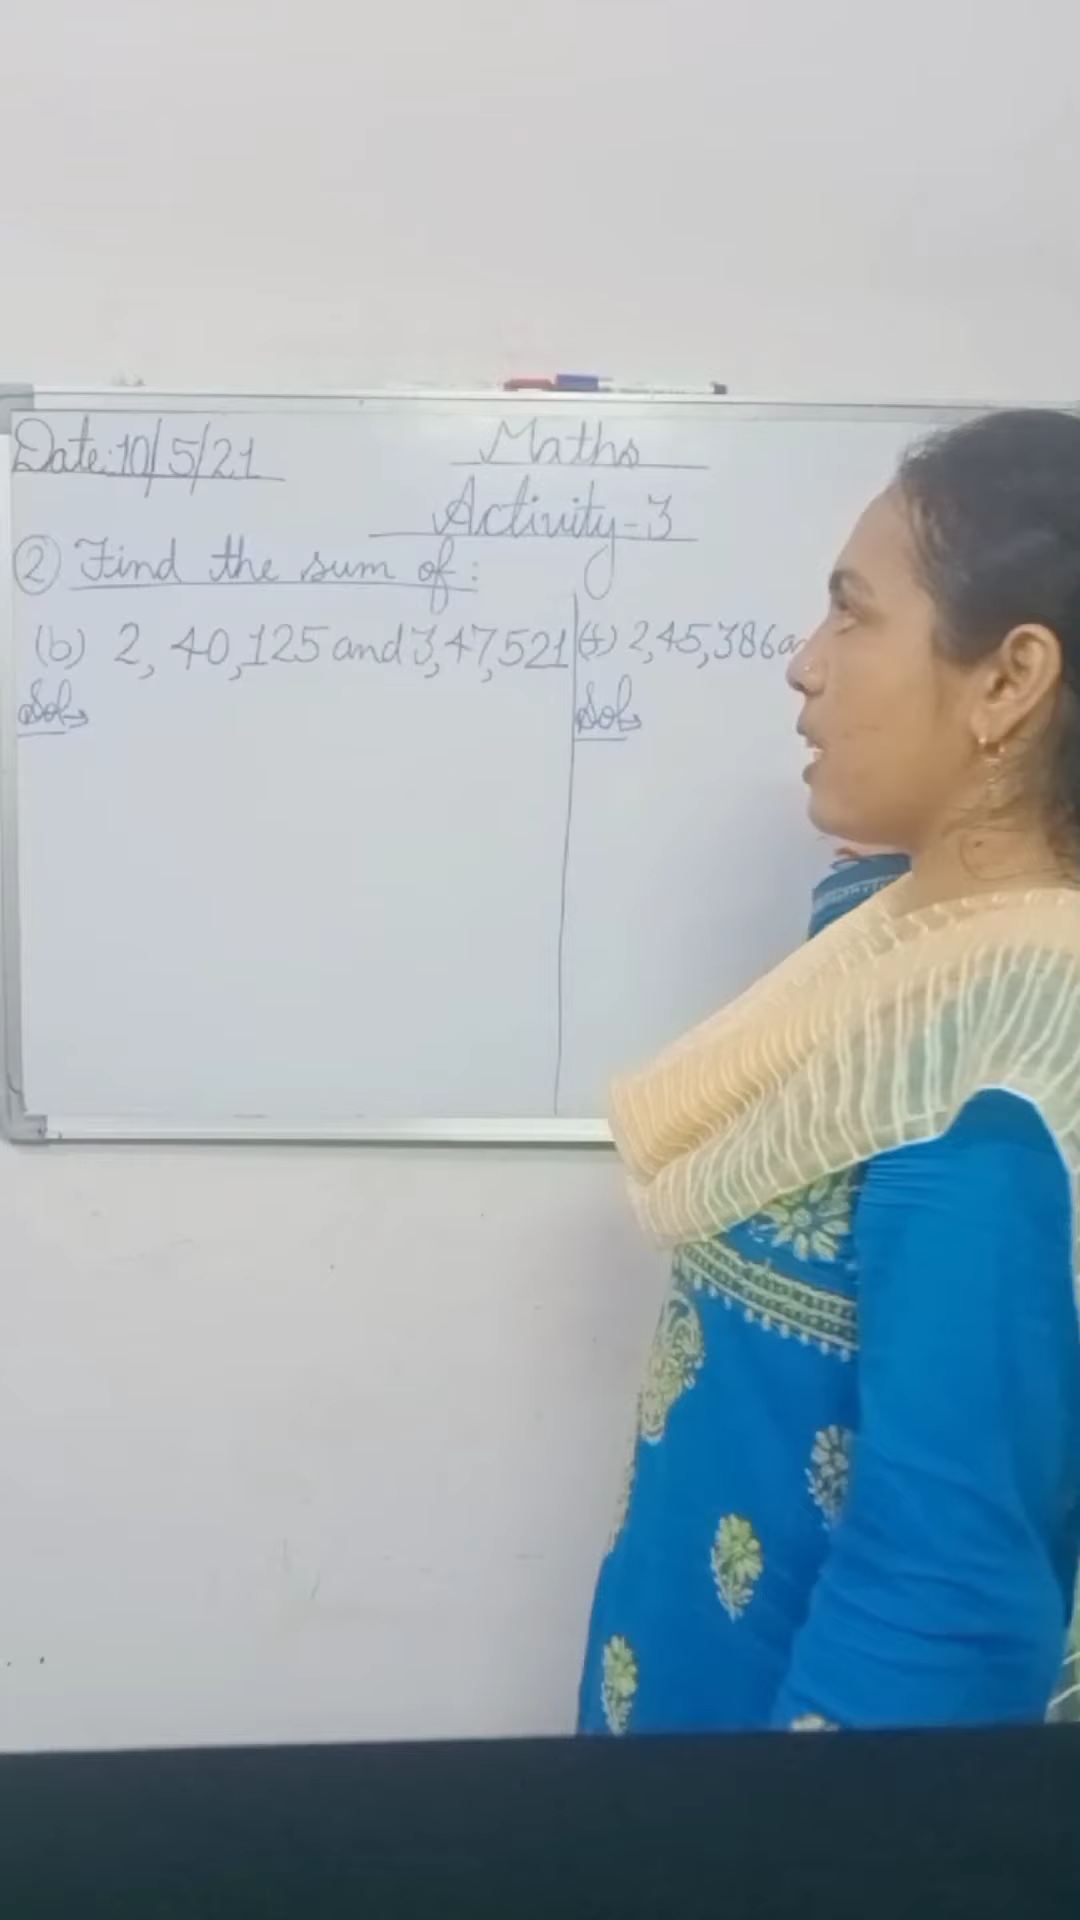 Date:10/5/21
Maths
Activity-3
② Find the sum of:
(b) 2,40,125 and 3,47,521
Sol→
(f) 2,45,386 a
Sol→